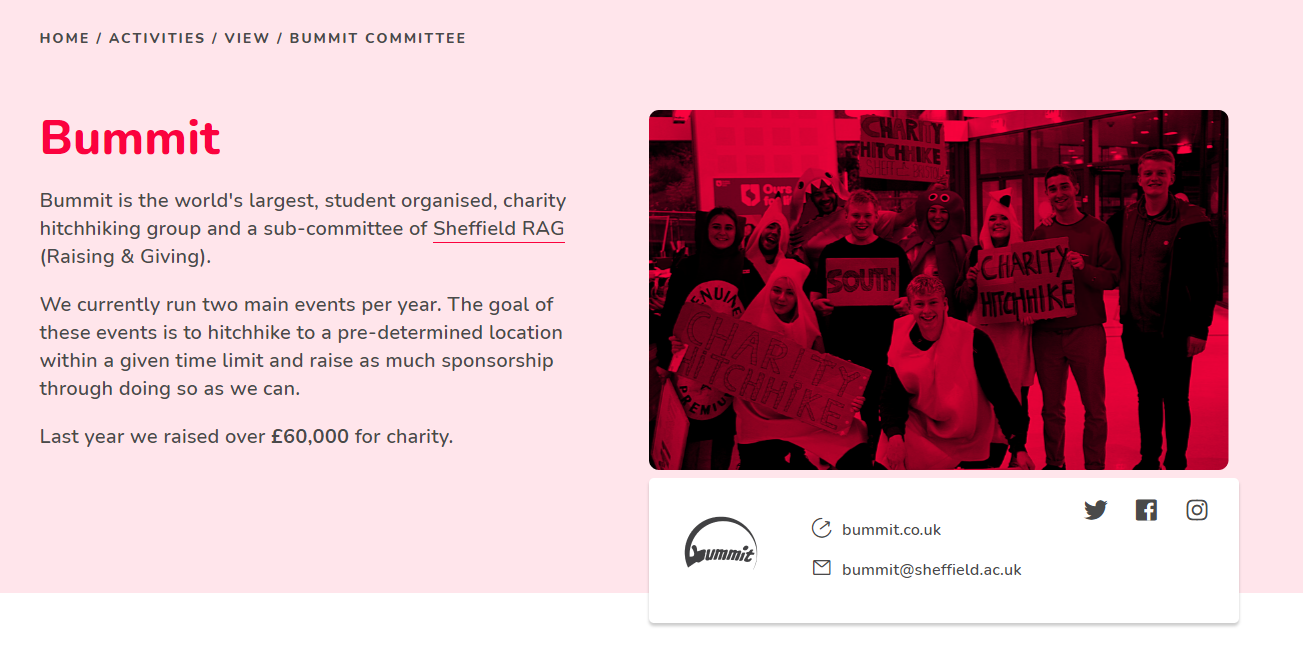 HOME / ACTIVITIES / VIEW / BUMMIT COMMITTEE
Bummit
Bummit is the world's largest, student organised, charity
hitchhiking group and a sub-committee of Sheffield RAG
(Raising & Giving).
We currently run two main events per year. The goal of
these events is to hitchhike to a pre-determined location
within a given time limit and raise as much sponsorship
through doing so as we can.
Last year we raised over £60,000 for charity.
CHARITY
HITCHHIKE
Ours
SOUTH
CHARITY
HITCHHIKE
GENUINE
CHARITY
HITCHHIKE
PREMIUM
bummit
bummit.co.uk
bummit@sheffield.ac.uk